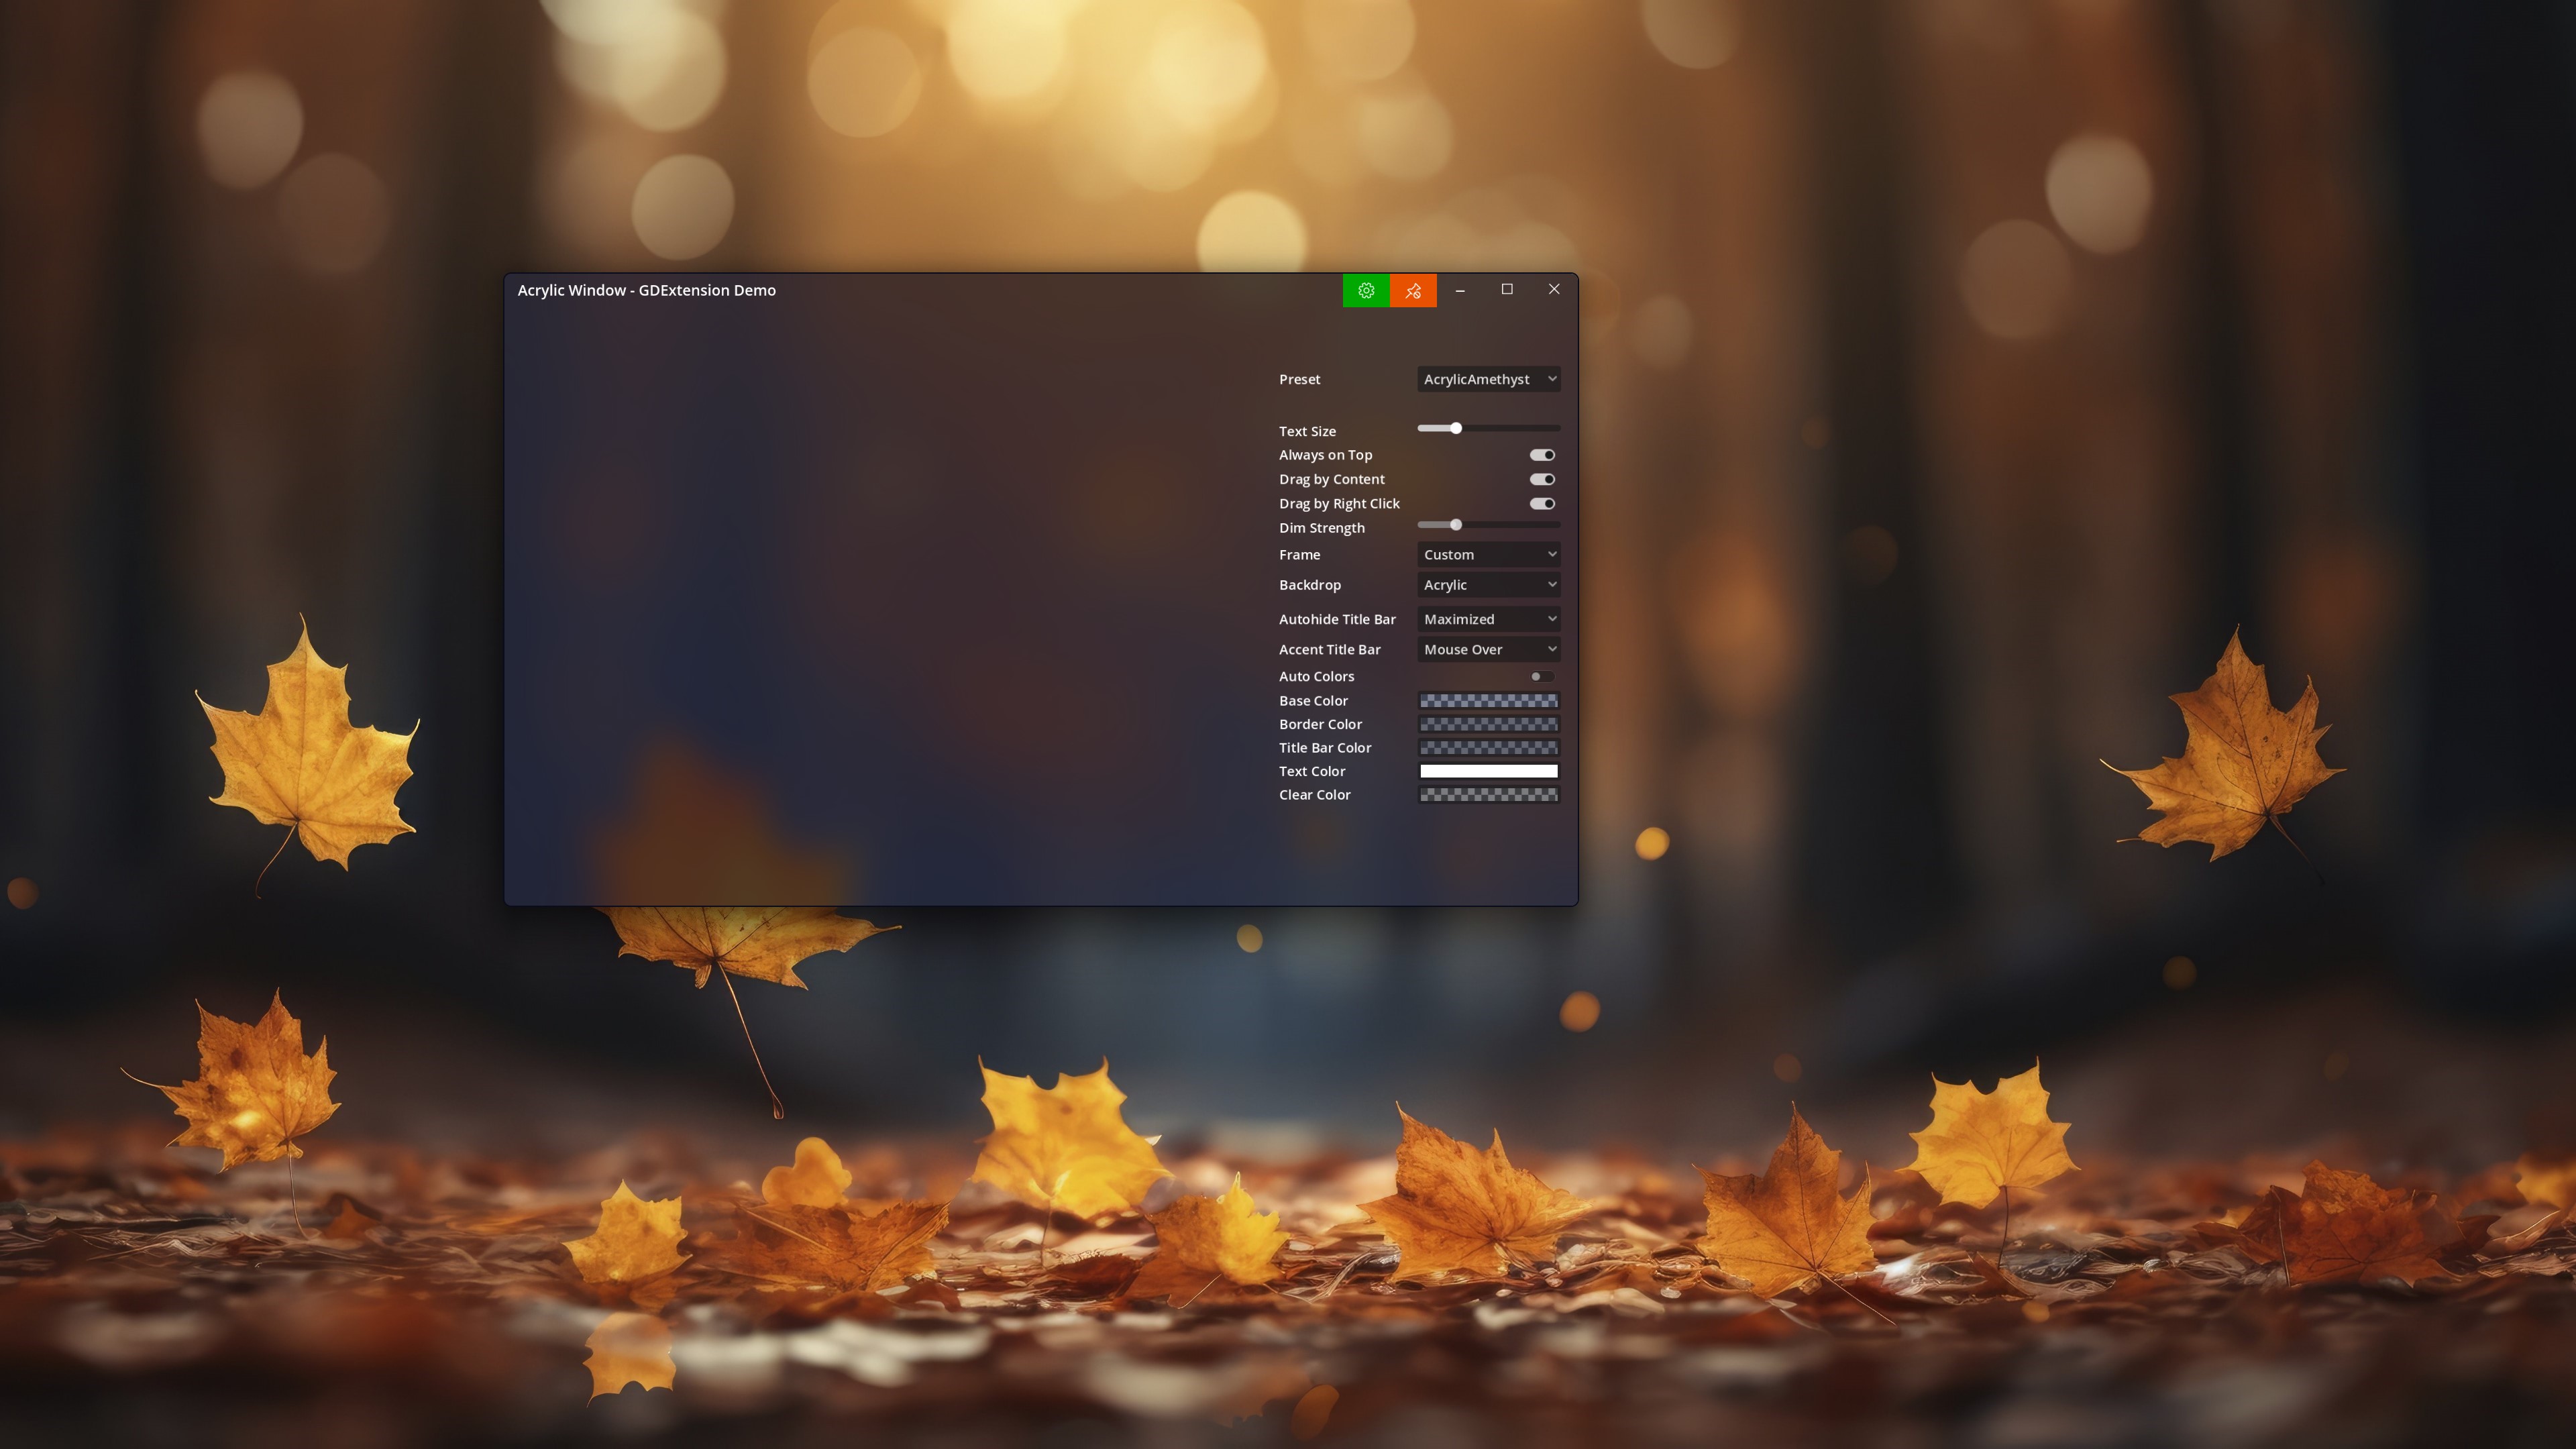 Acrylic Window - GDExtension Demo
Preset AcrylicAmethyst
Text Size
Always on Top
Drag by Content
Drag by Right Click
Dim Strength
Frame Custom
Backdrop Acrylic
Autohide Title Bar Maximized
Accent Title Bar Mouse Over
Auto Colors
Base Color
Border Color
Title Bar Color
Text Color
Clear Color